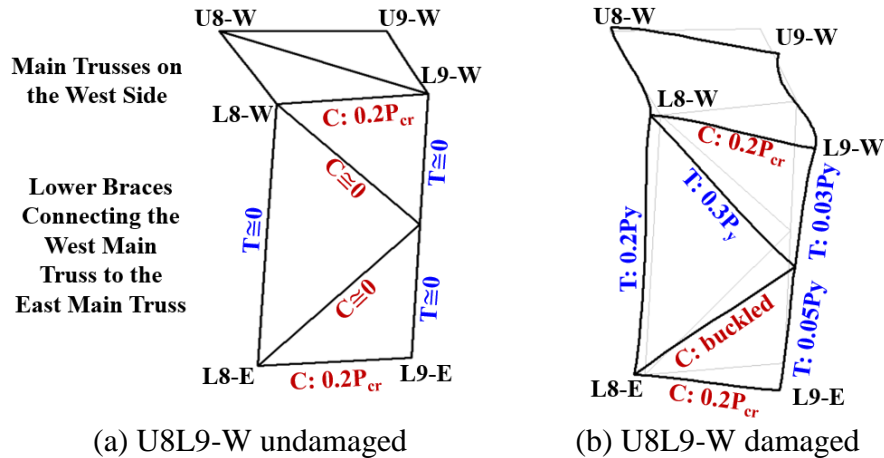 U8-W
U9-W
Main Trusses on
the West Side
L9-W
L8-W
C: 0.2Pcr
Lower Braces
Connecting the
West Main
Truss to the
East Main Truss
T≅0
C≅0
T≅0
C≅0
T≅0
L8-E
C: 0.2Pcr
L9-E
(a) U8L9-W undamaged
U8-W
U9-W
L8-W
C: 0.2Pcr
L9-W
T: 0.2Py
T: 0.3Py
T: 0.03Py
C: buckled
T: 0.05Py
L8-E
C: 0.2Pcr
L9-E
(b) U8L9-W damaged